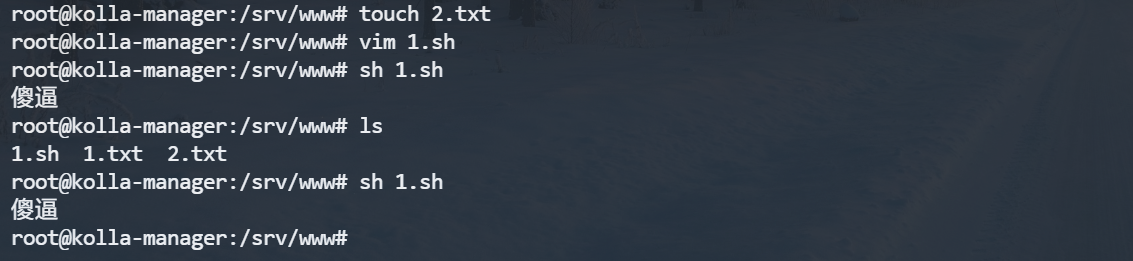 root@kolla-manager:/srv/www# touch 2.txt
root@kolla-manager:/srv/www# vim 1.sh
root@kolla-manager:/srv/www# sh 1.sh
傻逼
root@kolla-manager:/srv/www# ls
1.sh  1.txt  2.txt
root@kolla-manager:/srv/www# sh 1.sh
傻逼
root@kolla-manager:/srv/www#